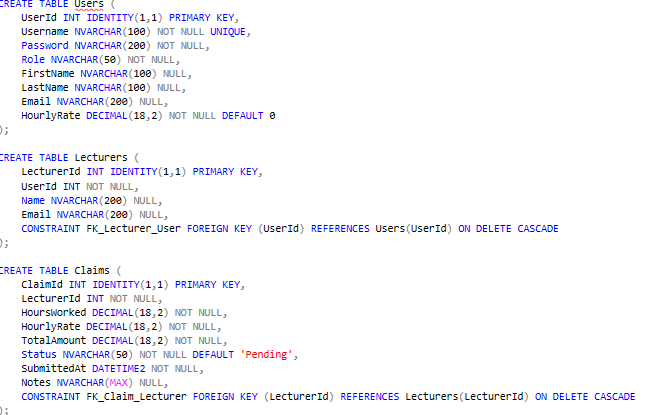 CREATE TABLE Users (
UserId INT IDENTITY(1,1) PRIMARY KEY,
Username NVARCHAR(100) NOT NULL UNIQUE,
Password NVARCHAR(200) NOT NULL,
Role NVARCHAR(50) NOT NULL,
FirstName NVARCHAR(100) NULL,
LastName NVARCHAR(100) NULL,
Email NVARCHAR(200) NULL,
HourlyRate DECIMAL(18,2) NOT NULL DEFAULT 0
);
CREATE TABLE Lecturers (
LecturerId INT IDENTITY(1,1) PRIMARY KEY,
UserId INT NOT NULL,
Name NVARCHAR(200) NULL,
Email NVARCHAR(200) NULL,
CONSTRAINT FK_Lecturer_User FOREIGN KEY (UserId) REFERENCES Users(UserId) ON DELETE CASCADE
);
CREATE TABLE Claims (
ClaimId INT IDENTITY(1,1) PRIMARY KEY,
LecturerId INT NOT NULL,
HoursWorked DECIMAL(18,2) NOT NULL,
HourlyRate DECIMAL(18,2) NOT NULL,
TotalAmount DECIMAL(18,2) NOT NULL,
Status NVARCHAR(50) NOT NULL DEFAULT 'Pending',
SubmittedAt DATETIME2 NOT NULL,
Notes NVARCHAR(MAX) NULL,
CONSTRAINT FK_Claim_Lecturer FOREIGN KEY (LecturerId) REFERENCES Lecturers(LecturerId) ON DELETE CASCADE
);